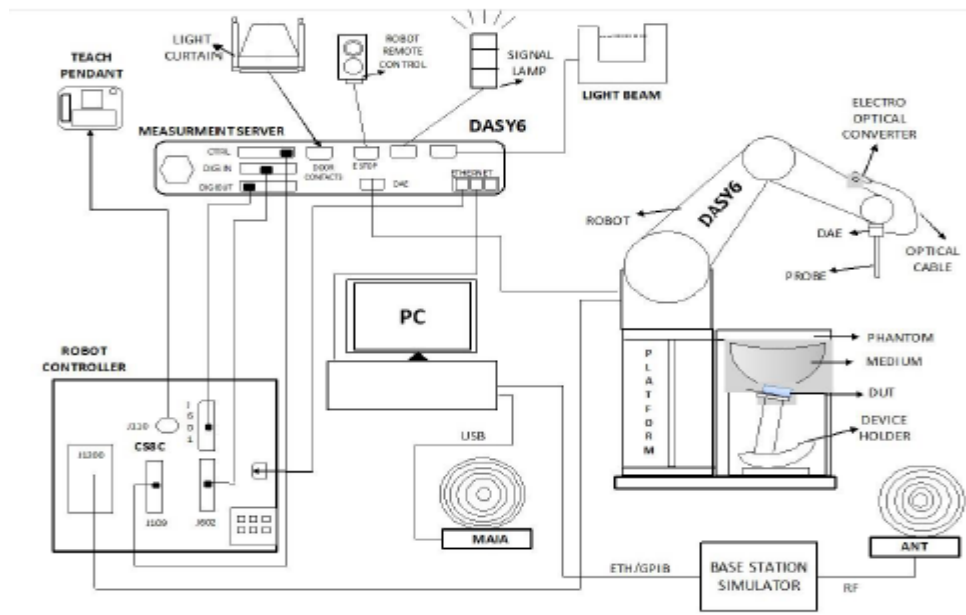 LIGHT
CURTAIN
ROBOT
REMOTE
CONTROL
SIGNAL
LAMP
LIGHT BEAM
TEACH
PENDANT
MEASURMENT SERVER
DASY6
CTRL
DIGI IN
DIGI OUT
DOOR
CONTACTS
E STOP
DAE
ETHERNET
ELECTRO
OPTICAL
CONVERTER
ROBOT
DASY6
DAE
OPTICAL
CABLE
PROBE
PC
ROBOT
CONTROLLER
PLATFORM
PHANTOM
MEDIUM
DUT
DEVICE
HOLDER
J110
CS8C
J1300
J109
J602
USB
MAIA
ETH/GPIB
BASE STATION
SIMULATOR
RF
ANT